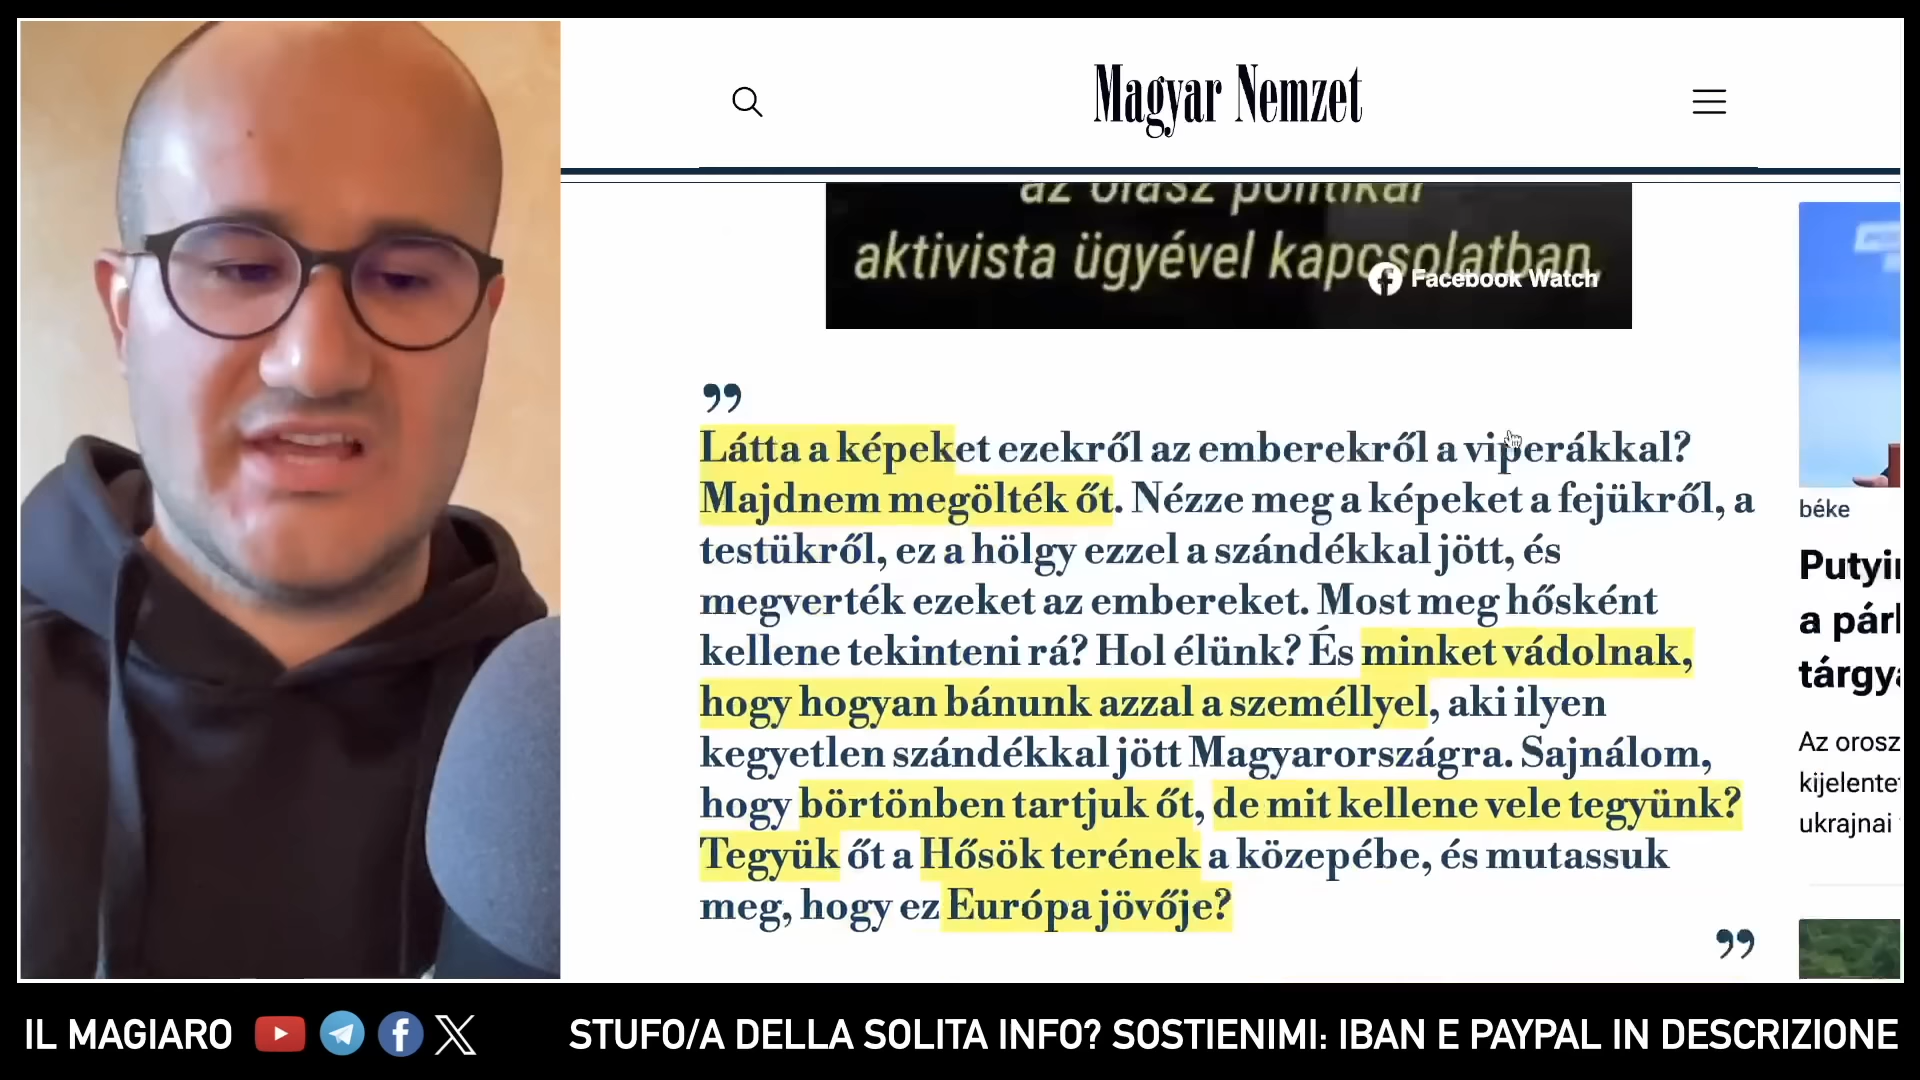 Magyar Nemzet
az olasz politikai
aktivista ügyével kapcsolatban.
Facebook Watch
”
Látta a képeket ezekről az emberekről a viperákkal?
Majdnem megölték őt. Nézze meg a képeket a fejükről, a
testükről, ez a hölgy ezzel a szándékkal jött, és
megverték ezeket az embereket. Most meg hősként
kellene tekinteni rá? Hol élünk? És minket vádolnak,
hogy hogyan bánunk azzal a személlyel, aki ilyen
kegyetlen szándékkal jött Magyarországra. Sajnálom,
hogy börtönben tartjuk őt, de mit kellene vele tegyünk?
Tegyük őt a Hősök terének a közepébe, és mutassuk
meg, hogy ez Európa jövője?
”
béke
a
Az orosz
ukrajnai
IL MAGIARO
STUFO/A DELLA SOLITA INFO? SOSTIENIMI: IBAN E PAYPAL IN DESCRIZIONE